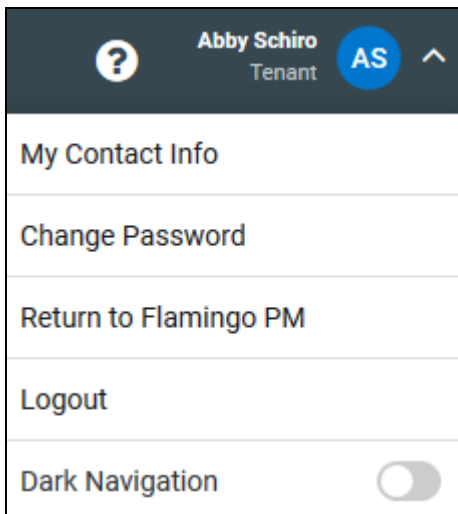 ?
Abby Schiro
Tenant
AS
My Contact Info
Change Password
Return to Flamingo PM
Logout
Dark Navigation